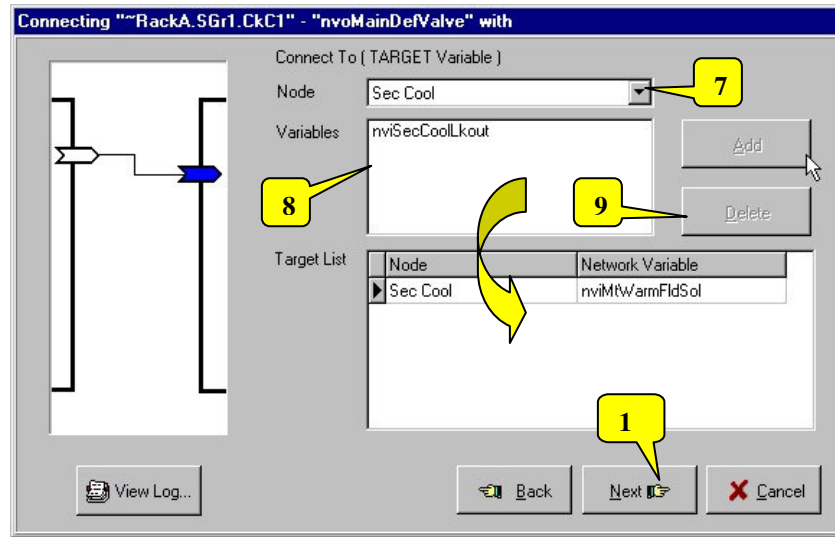 Connecting "~RackA.SGr1.CkC1" - "nvoMainDefValve" with
Connect To ( TARGET Variable )
Node
Sec Cool
7
Variables
nviSecCoolLkout
Add
8
9
Delete
Target List
Node Network Variable
Sec Cool nviMtWarmFldSol
1
View Log...
Back
Next
Cancel